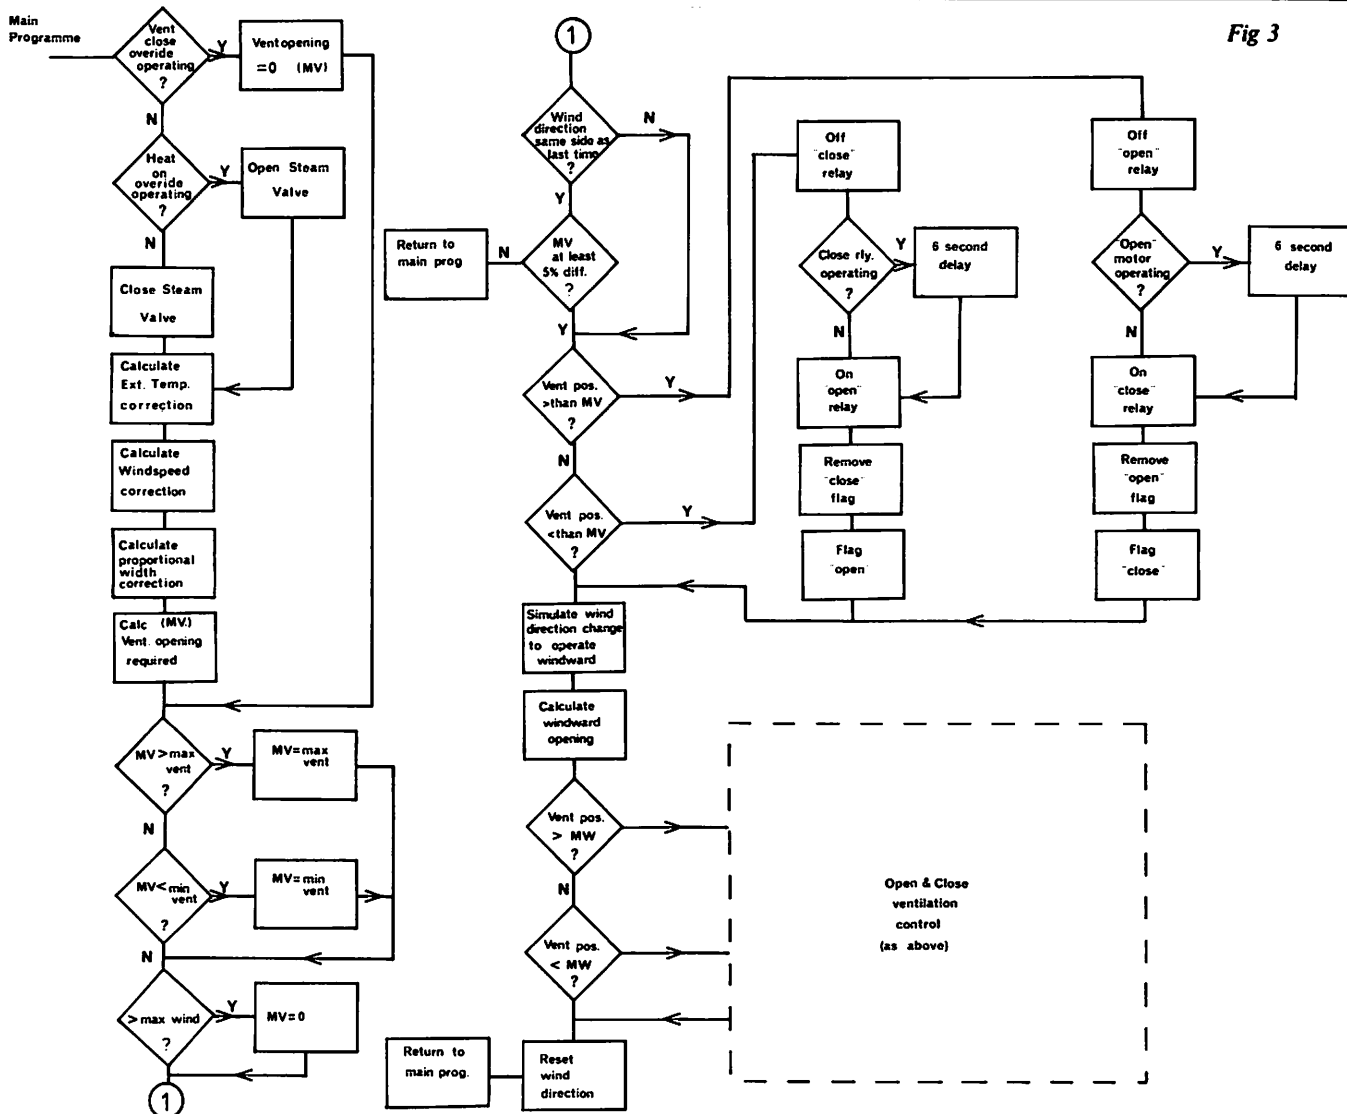 Main
Programme
Vent
close
overide
operating
?
Y
Vent opening
=0 (MV)
N
Heat
on
overide
operating
?
Y
Open Steam
Valve
N
Close Steam
Valve
Calculate
Ext. Temp.
correction
Calculate
Windspeed
correction
Calculate
proportional
width
correction
Calc (MV.)
Vent. opening
required
MV>max
vent
?
Y
MV=max
vent
N
MV<min
vent
?
Y
MV=min
vent
N
>max wind
?
Y
MV=0
1
1
Wind
direction
same side as
last time
?
N
Y
MV
at least
5% diff.
?
N
Return to
main prog
Y
Vent pos.
>than MV
?
Y
N
Vent pos.
<than MV
?
Y
Simulate wind
direction change
to operate
windward
Calculate
windward
opening
Vent pos.
> MW
?
N
Vent pos.
< MW
?
Reset
wind
direction
Return to
main prog.
Off
"close"
relay
Close rly.
operating
?
Y
6 second
delay
N
On
"open"
relay
Remove
"close"
flag
Flag
"open"
Fig 3
Off
"open"
relay
"Open"
motor
operating
?
Y
6 second
delay
N
On
"close"
relay
Remove
"open"
flag
Flag
"close"
Open & Close
ventilation
control
(as above)